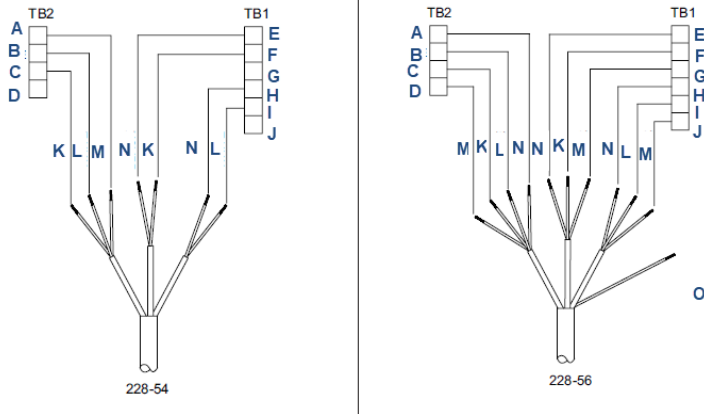 TB2
TB1
A
B
C
D
E
F
G
H
I
J
K L M N K N L
228-54
TB2
TB1
A
B
C
D
E
F
G
H
I
J
M K L N N K M N L M
O
228-56